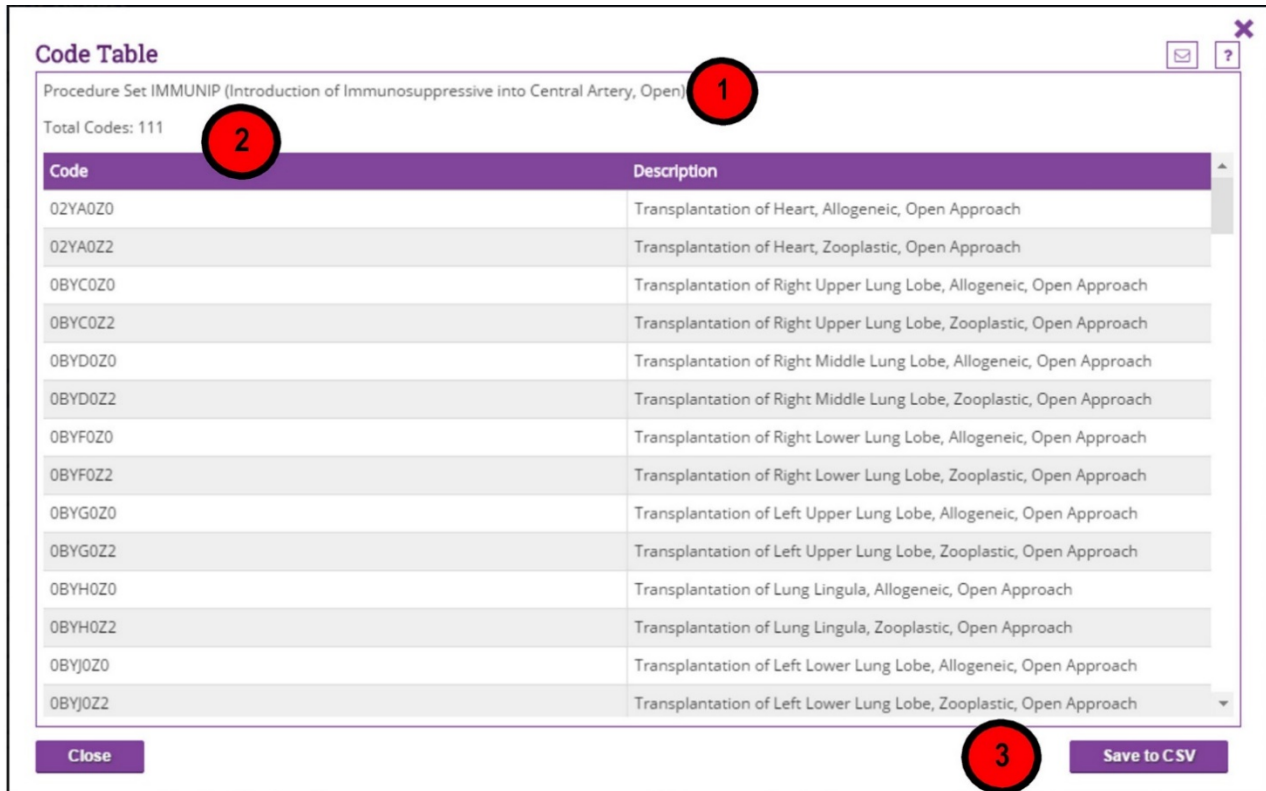 Code Table
?
Procedure Set IMMUNIP (Introduction of Immunosuppressive into Central Artery, Open)
1
Total Codes: 111
2
Code Description
02YA0Z0 Transplantation of Heart, Allogeneic, Open Approach
02YA0Z2 Transplantation of Heart, Zooplastic, Open Approach
0BYC0Z0 Transplantation of Right Upper Lung Lobe, Allogeneic, Open Approach
0BYC0Z2 Transplantation of Right Upper Lung Lobe, Zooplastic, Open Approach
0BYD0Z0 Transplantation of Right Middle Lung Lobe, Allogeneic, Open Approach
0BYD0Z2 Transplantation of Right Middle Lung Lobe, Zooplastic, Open Approach
0BYF0Z0 Transplantation of Right Lower Lung Lobe, Allogeneic, Open Approach
0BYF0Z2 Transplantation of Right Lower Lung Lobe, Zooplastic, Open Approach
0BYG0Z0 Transplantation of Left Upper Lung Lobe, Allogeneic, Open Approach
0BYG0Z2 Transplantation of Left Upper Lung Lobe, Zooplastic, Open Approach
0BYH0Z0 Transplantation of Lung Lingula, Allogeneic, Open Approach
0BYH0Z2 Transplantation of Lung Lingula, Zooplastic, Open Approach
0BYJ0Z0 Transplantation of Left Lower Lung Lobe, Allogeneic, Open Approach
0BYJ0Z2 Transplantation of Left Lower Lung Lobe, Zooplastic, Open Approach
Close
3
Save to CSV